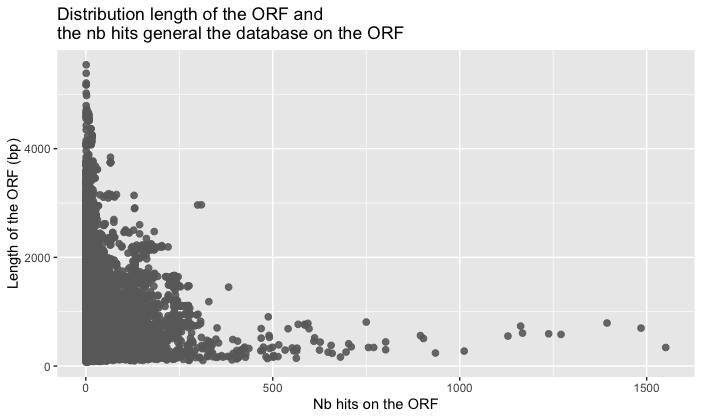 Distribution length of the ORF and
the nb hits general the database on the ORF
Length of the ORF (bp)
4000
2000
0
0
500
1000
1500
Nb hits on the ORF